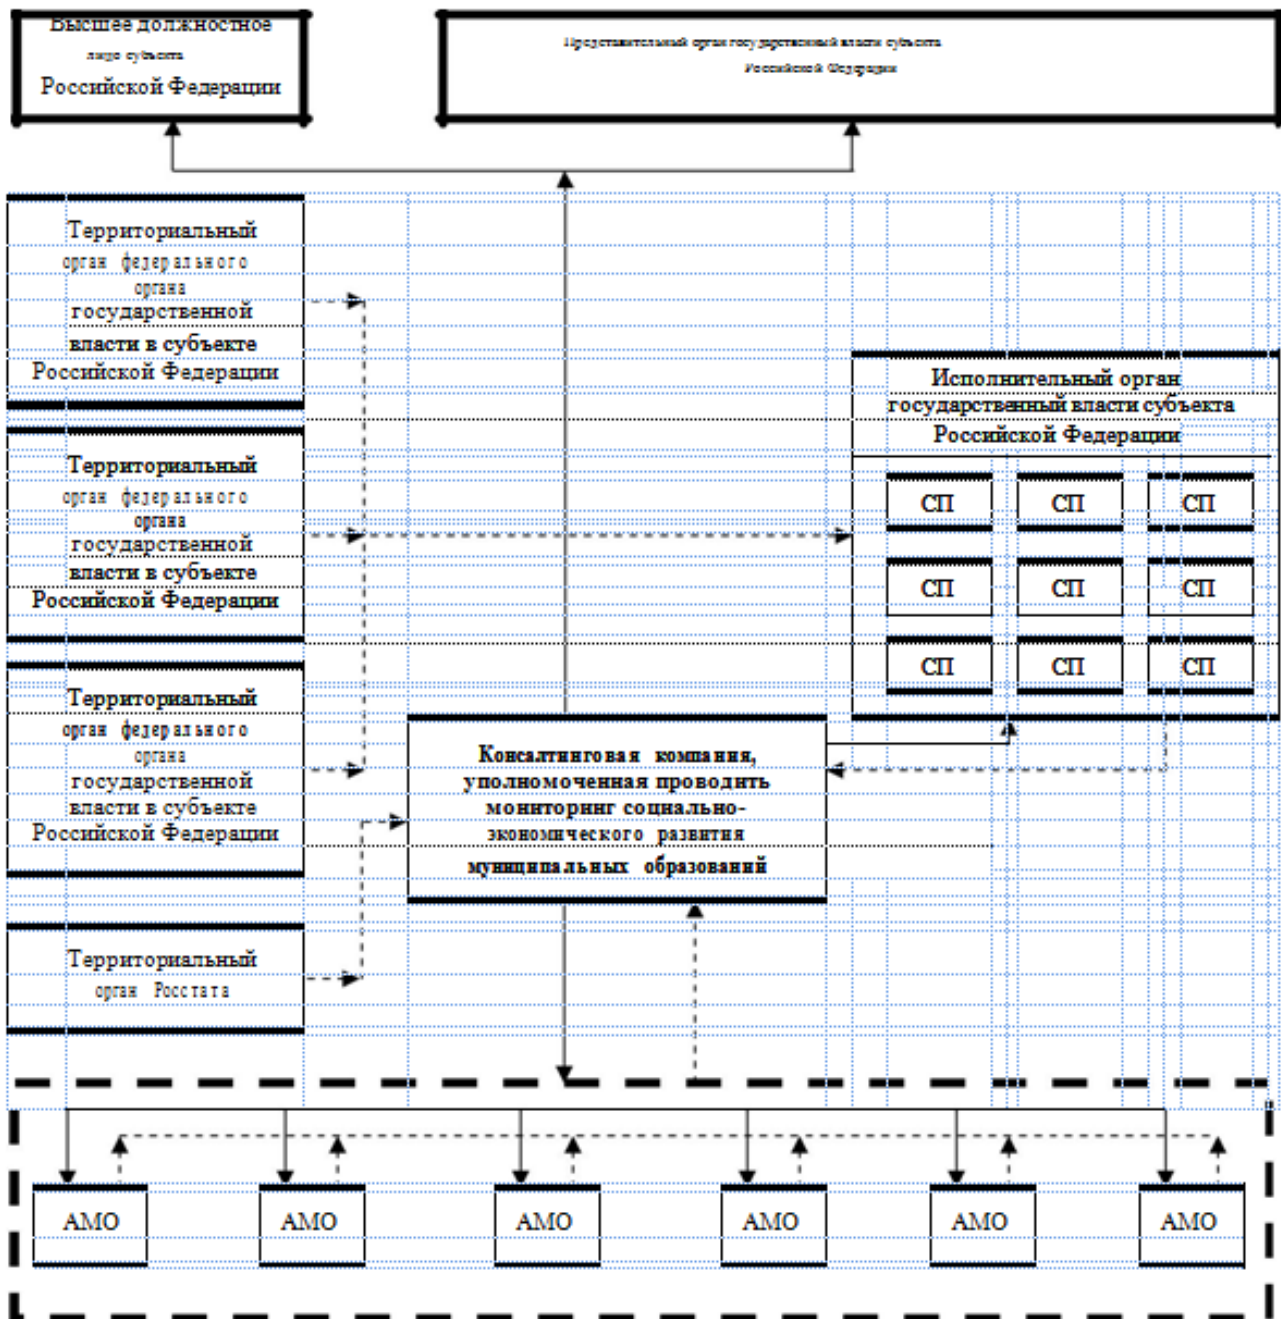 Высшее должностное
лицо субъекта
Российской Федерации
Представительный орган государственный власти субъекта
Российской Федерации
Территориальный
орган федерального
органа
государственной
власти в субъекте
Российской Федерации
Территориальный
орган федерального
органа
государственной
власти в субъекте
Российской Федерации
Территориальный
орган федерального
органа
государственной
власти в субъекте
Российской Федерации
Территориальный
орган Росстата
Исполнительный орган
государственный власти субъекта
Российской Федерации
СП СП СП
СП СП СП
СП СП СП
Консалтинговая компания,
уполномоченная проводить
мониторинг социально-
экономического развития
муниципальных образований
АМО АМО АМО АМО АМО АМО